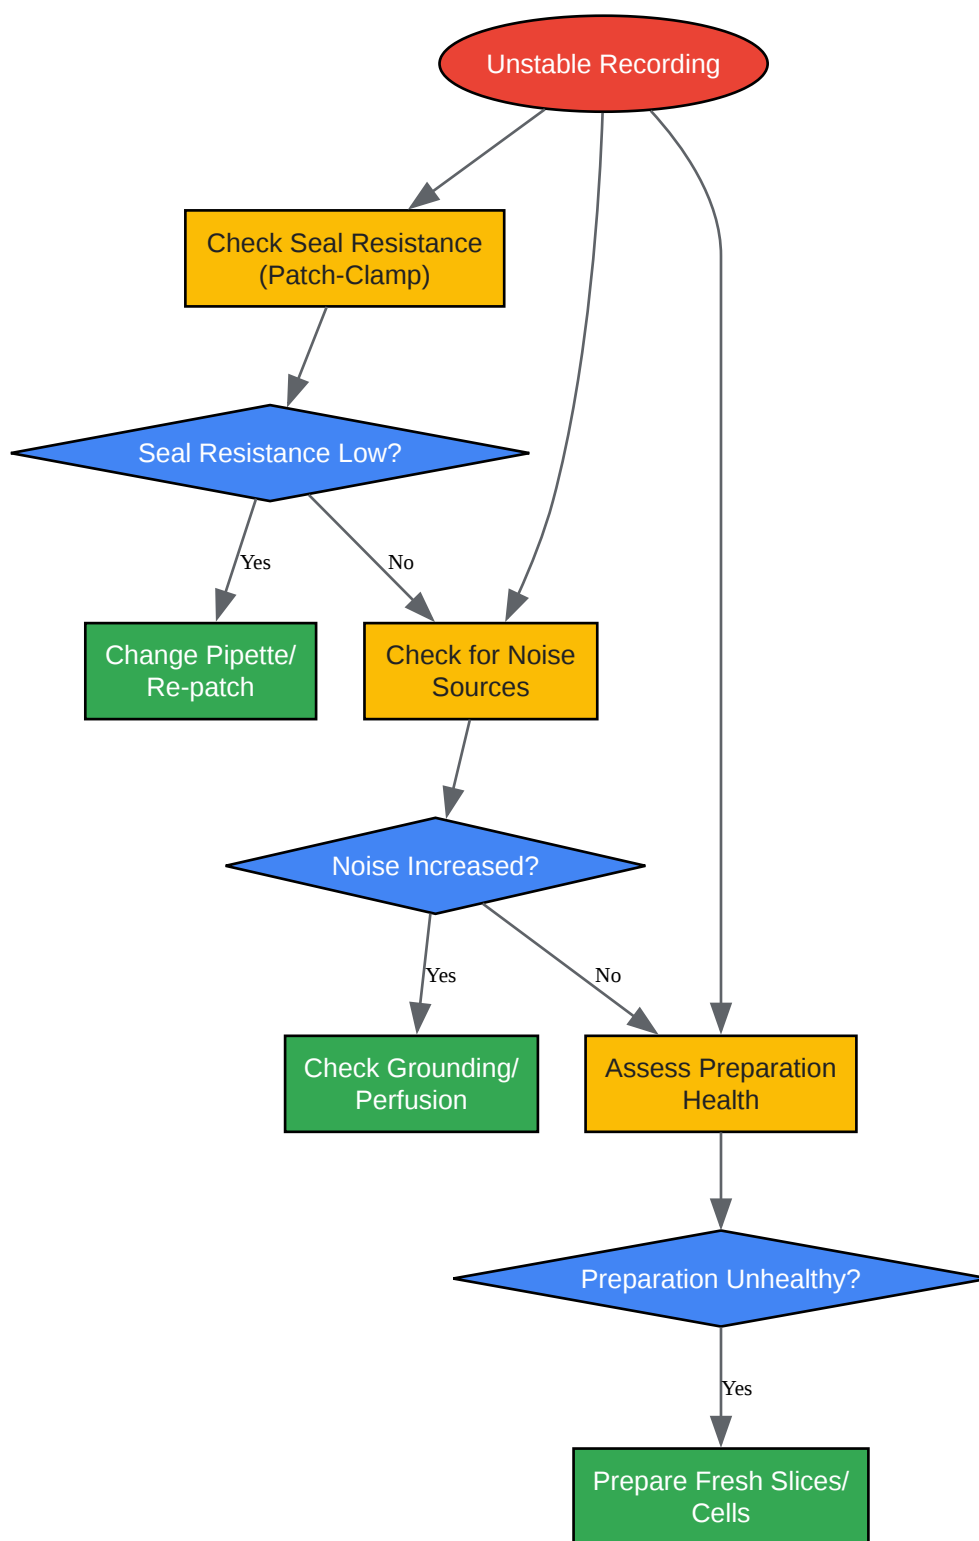 Unstable Recording
Check Seal Resistance
(Patch-Clamp)
Seal Resistance Low?
Yes
No
Change Pipette/
Re-patch
Check for Noise
Sources
Noise Increased?
Yes
No
Check Grounding/
Perfusion
Assess Preparation
Health
Preparation Unhealthy?
Yes
Prepare Fresh Slices/
Cells